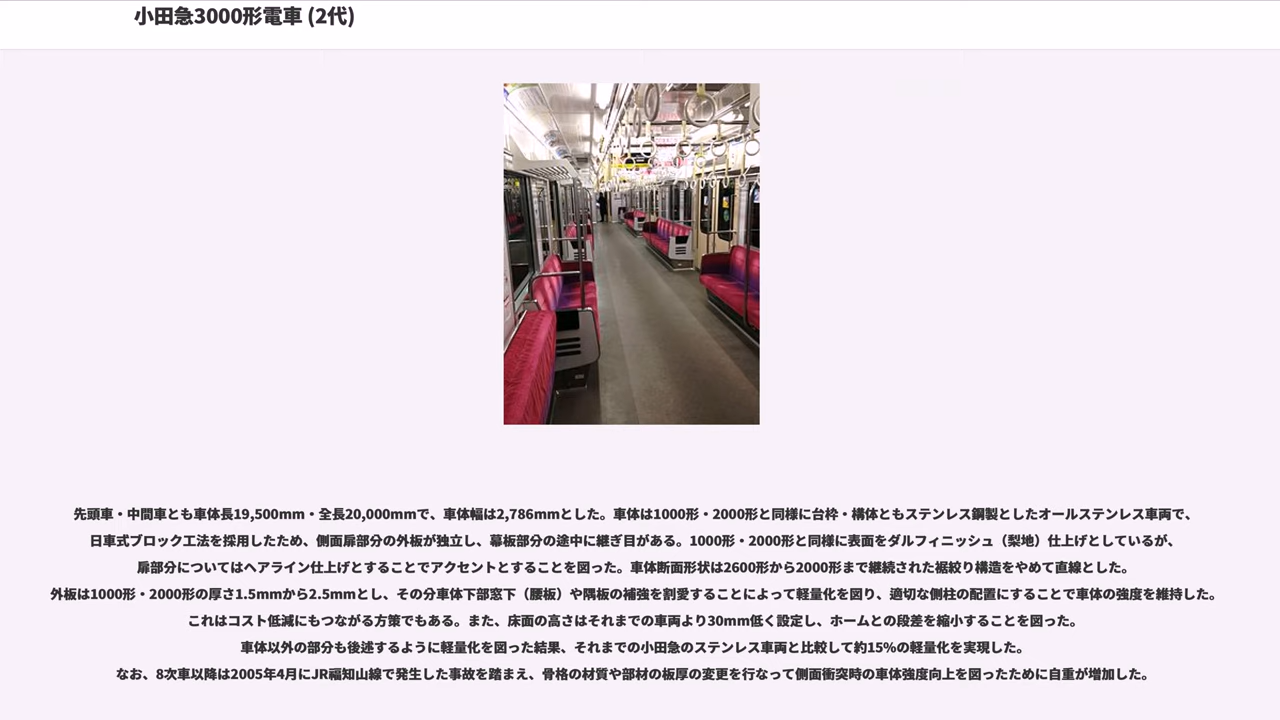 小田急3000形電車 (2代)
先頭車・中間車とも車体長19,500mm・全長20,000mmで、車体幅は2,786mmとした。車体は1000形・2000形と同様に台枠・構体ともステンレス鋼製としたオールステンレス車両で、
日車式ブロック工法を採用したため、側面扉部分の外板が独立し、幕板部分の途中に継ぎ目がある。1000形・2000形と同様に表面をダルフィニッシュ（梨地）仕上げとしているが、
扉部分についてはヘアライン仕上げとすることでアクセントとすることを図った。車体断面形状は2600形から2000形まで継続された裾絞り構造をやめて直線とした。
外板は1000形・2000形の厚さ1.5mmから2.5mmとし、その分車体下部窓下（腰板）や隅板の補強を割愛することによって軽量化を図り、適切な側柱の配置にすることで車体の強度を維持した。
これはコスト低減にもつながる方策でもある。また、床面の高さはそれまでの車両より30mm低く設定し、ホームとの段差を縮小することを図った。
車体以外の部分も後述するように軽量化を図った結果、それまでの小田急のステンレス車両と比較して約15%の軽量化を実現した。
なお、8次車以降は2005年4月にJR福知山線で発生した事故を踏まえ、骨格の材質や部材の板厚の変更を行なって側面衝突時の車体強度向上を図ったために自重が増加した。